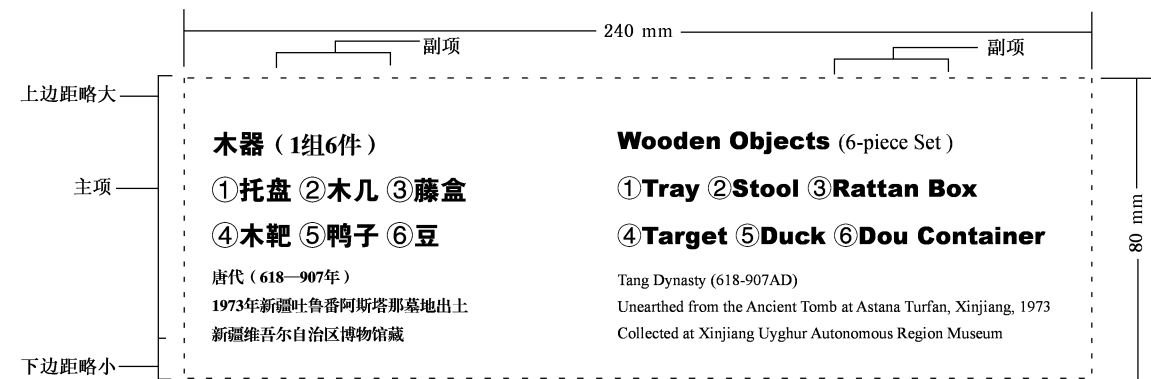 240 mm
副项
副项
上边距略大
主项
下边距略小
木器（1组6件）
①托盘 ②木几 ③藤盒
④木靶 ⑤鸭子 ⑥豆
唐代（618—907年）
1973年新疆吐鲁番阿斯塔那墓地出土
新疆维吾尔自治区博物馆藏
Wooden Objects (6-piece Set )
①Tray ②Stool ③Rattan Box
④Target ⑤Duck ⑥Dou Container
Tang Dynasty (618-907AD)
Unearthed from the Ancient Tomb at Astana Turfan, Xinjiang, 1973
Collected at Xinjiang Uyghur Autonomous Region Museum
80 mm